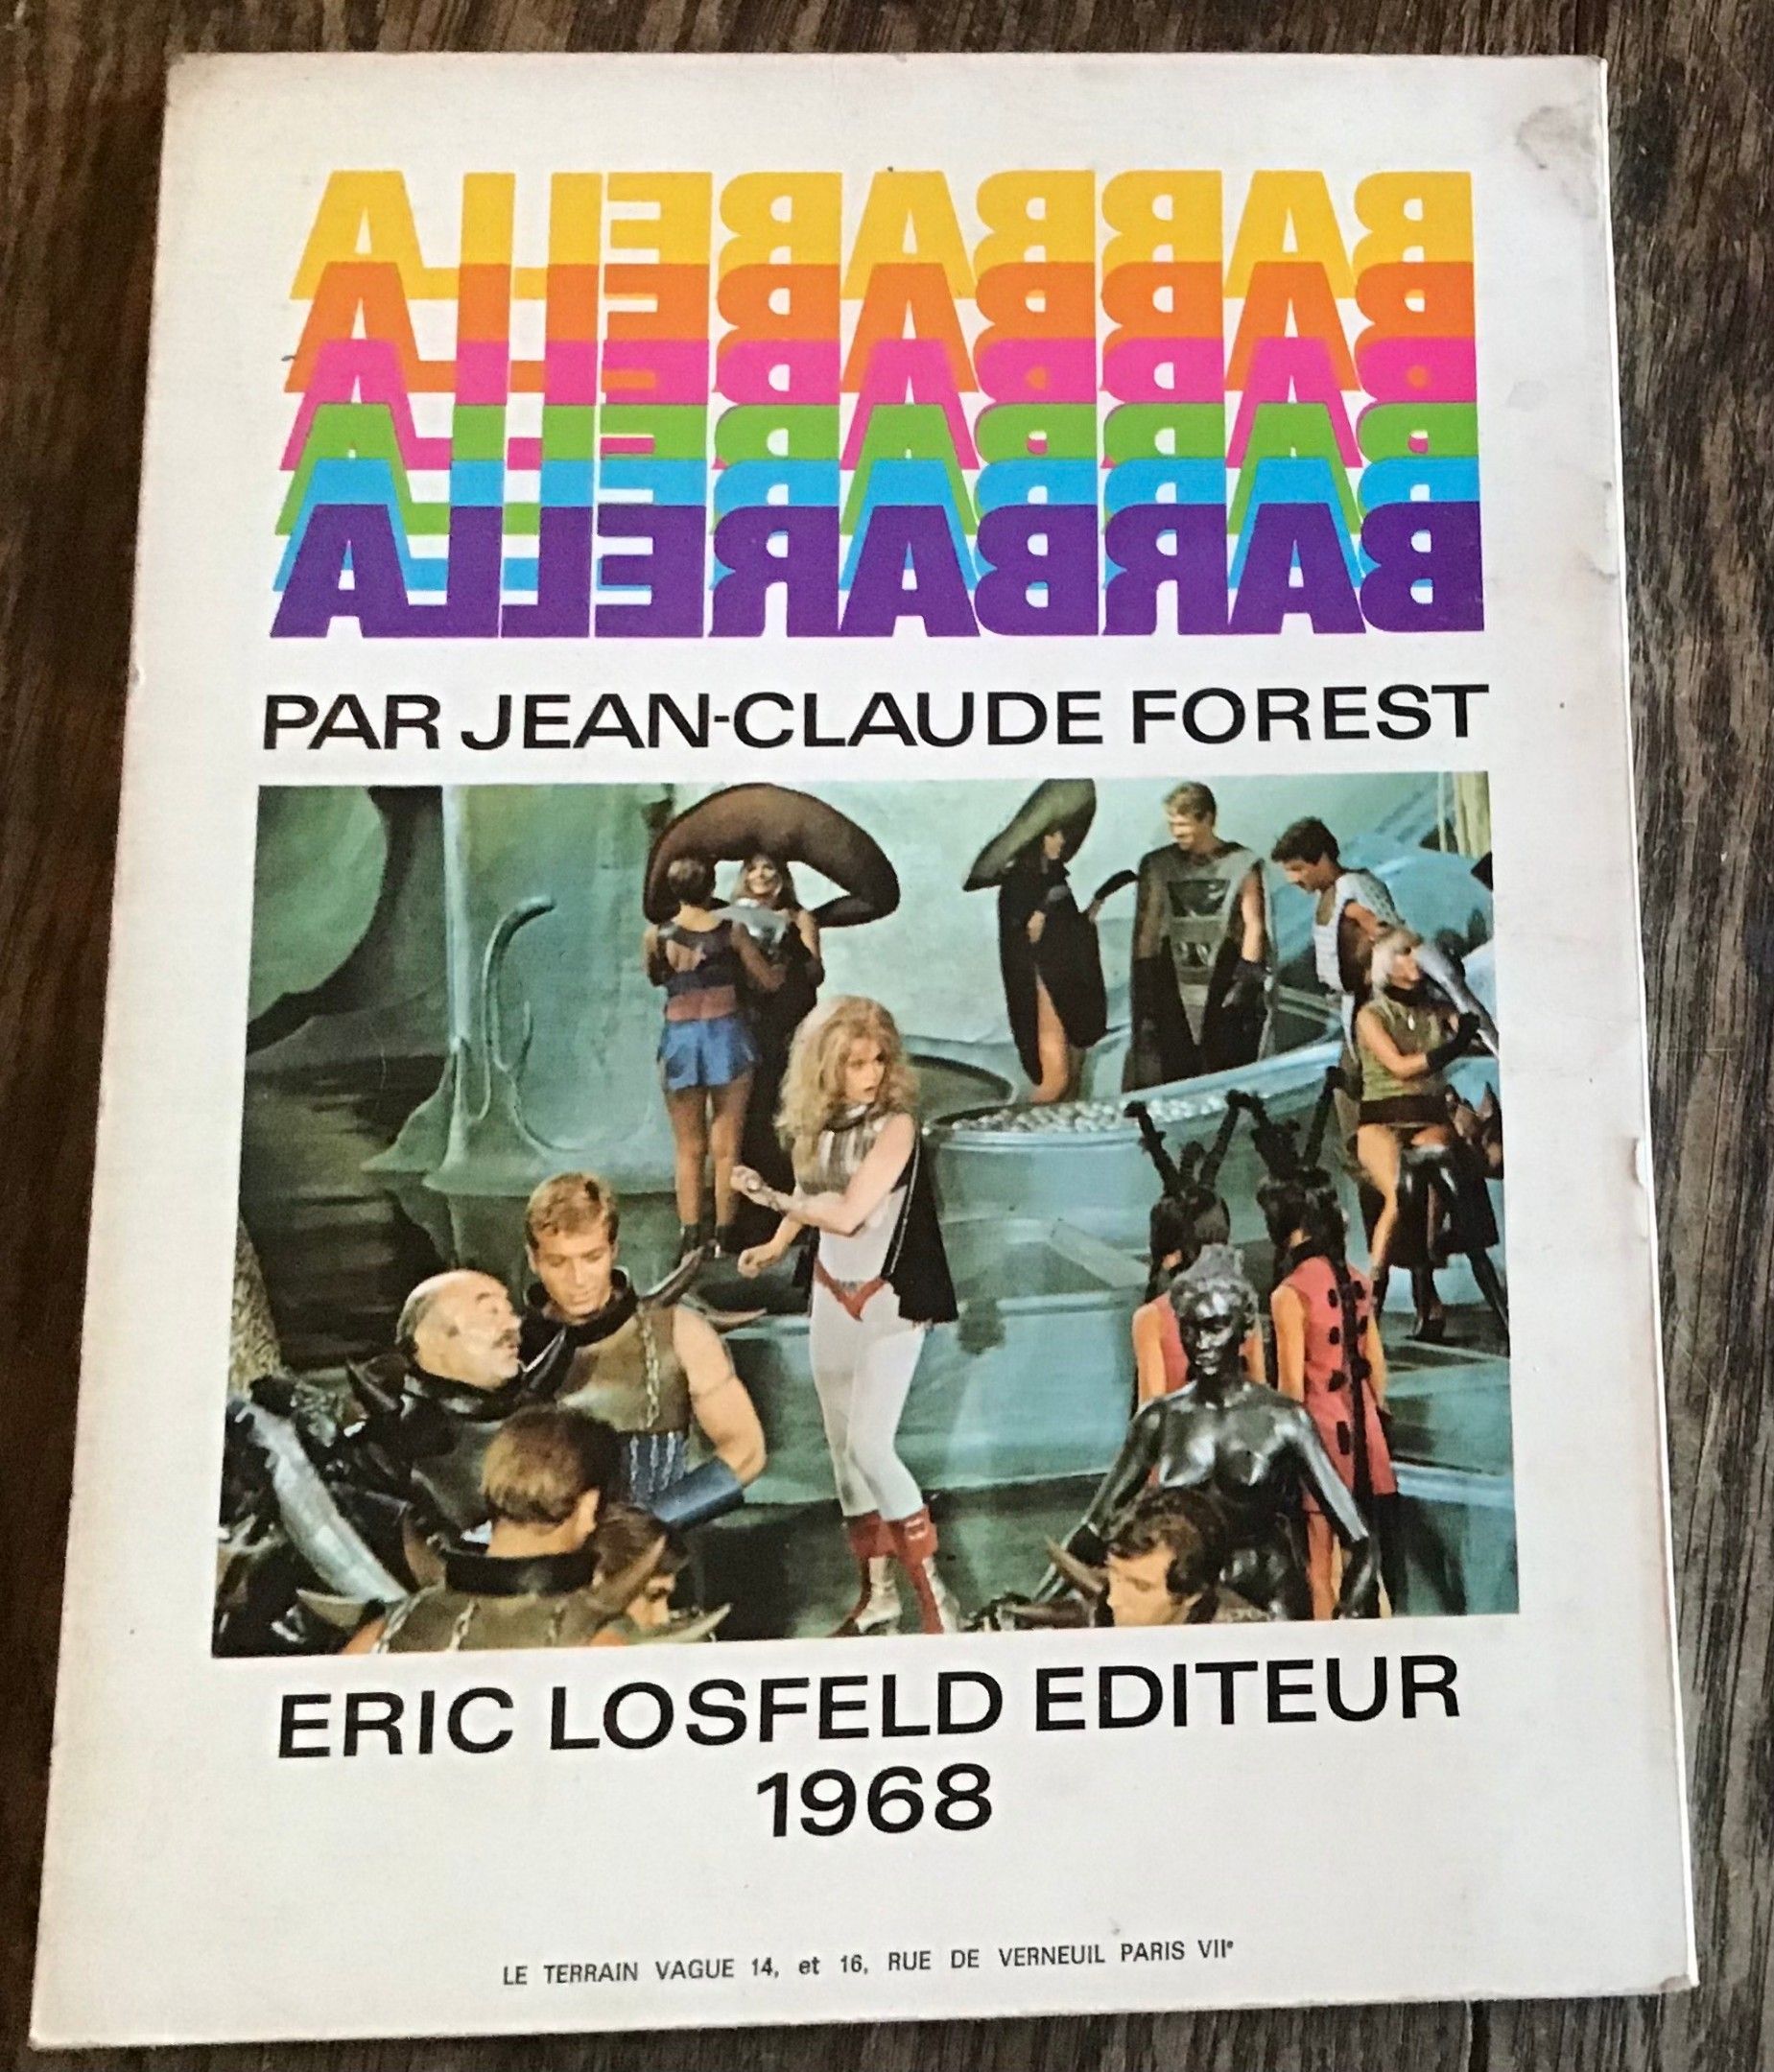 BARBARELLA
BARBARELLA
BARBARELLA
BARBARELLA
BARBARELLA
BARBARELLA
PAR JEAN-CLAUDE FOREST
ERIC LOSFELD EDITEUR
1968
LE TERRAIN VAGUE 14, et 16, RUE DE VERNEUIL PARIS VIIe